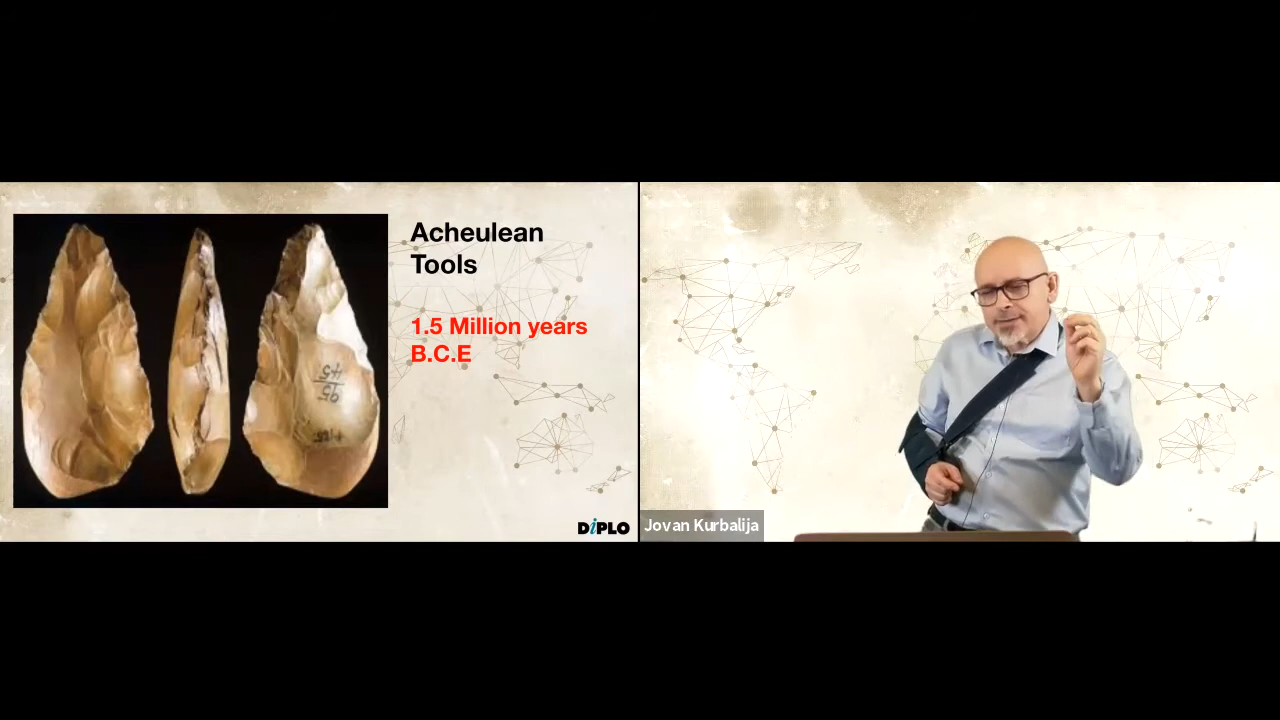 Acheulean
Tools
1.5 Million years
B.C.E
DiPLO
Jovan Kurbalija